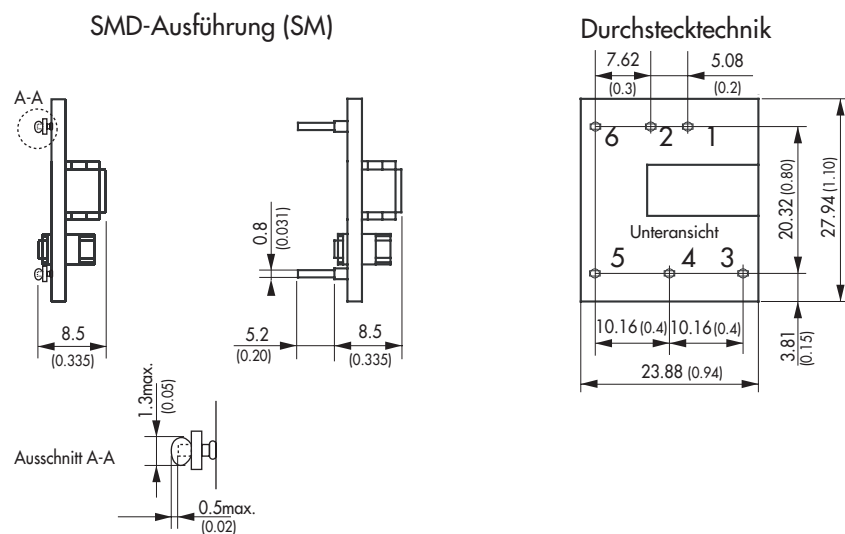 SMD-Ausführung (SM)
Durchstecktechnik
7.62
(0.3)
5.08
(0.2)
A-A
6 2 1
0.8
(0.031)
20.32 (0.80)
27.94 (1.10)
Unteransicht
5 4 3
8.5
(0.335)
5.2
(0.20)
8.5
(0.335)
10.16 (0.4)
10.16 (0.4)
3.81
(0.15)
23.88 (0.94)
1.3max.
(0.05)
Ausschnitt A-A
0.5max.
(0.02)